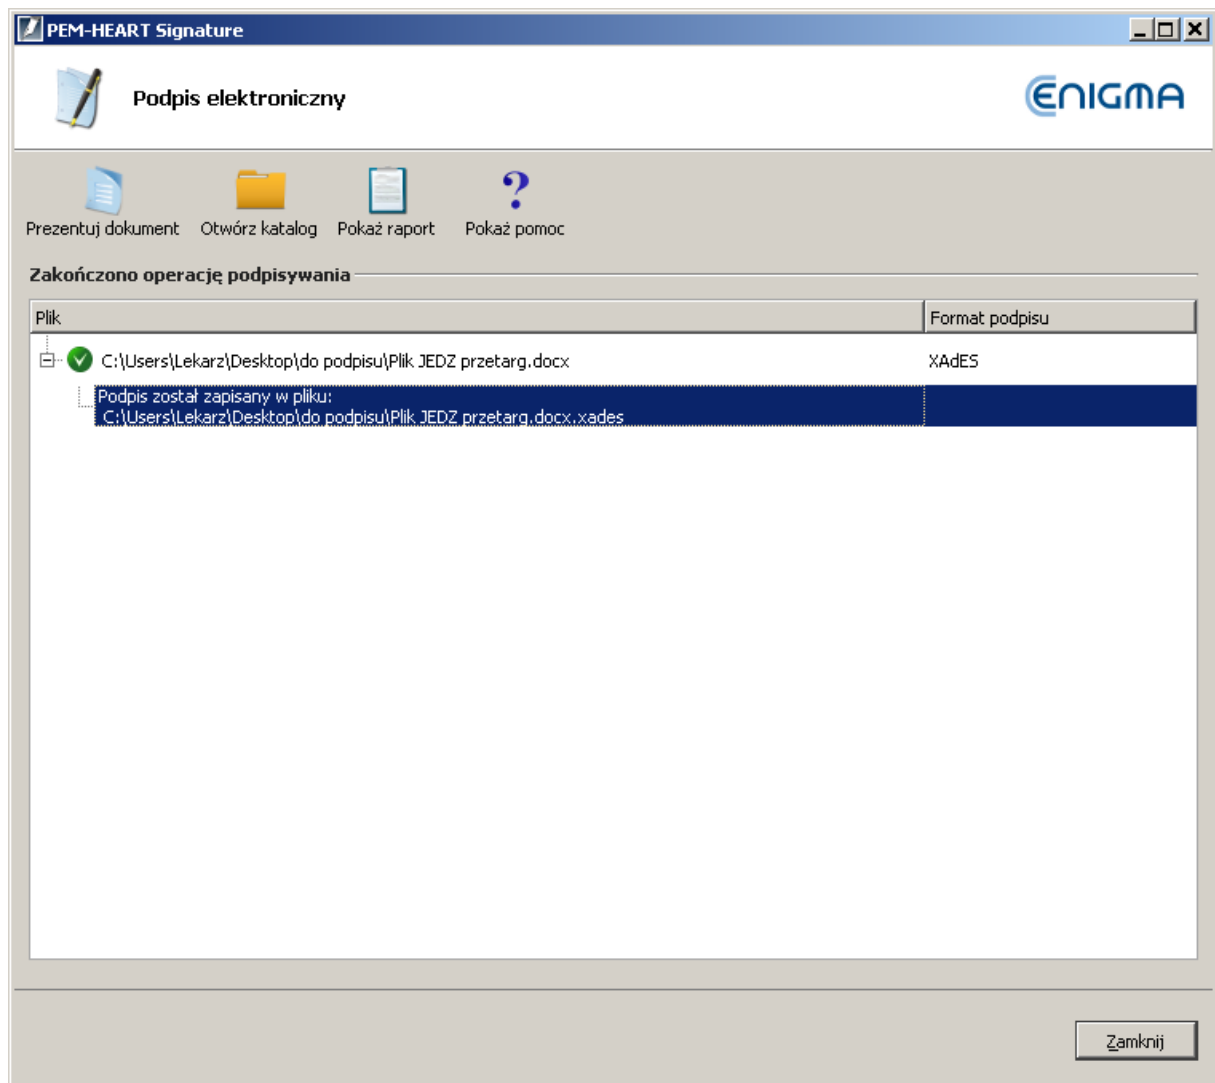 PEM-HEART Signature
Podpis elektroniczny
ENIGMA
Prezentuj dokument
Otwórz katalog
Pokaż raport
Pokaż pomoc
?
Zakończono operację podpisywania
Plik
Format podpisu
C:\Users\Lekarz\Desktop\do podpisu\Plik JEDZ przetarg.docx
XAdES
Podpis został zapisany w pliku:
C:\Users\Lekarz\Desktop\do podpisu\Plik JEDZ przetarg.docx.xades
Zamknij